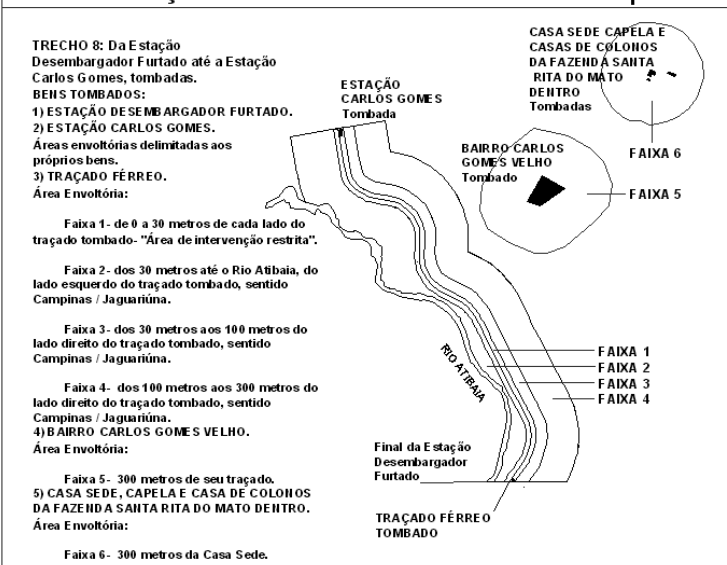 TRECHO 8: Da Estação
Desembargador Furtado até a Estação
Carlos Gomes, tombadas.
BENS TOMBADOS:
1) ESTAÇÃO DESEMBARGADOR FURTADO.
2) ESTAÇÃO CARLOS GOMES.
Áreas envoltórias delimitadas aos
próprios bens.
3) TRAÇADO FÉRREO.
Área Envoltória:
Faixa 1- de 0 a 30 metros de cada lado do
traçado tombado- "Área de intervenção restrita".
Faixa 2- dos 30 metros até o Rio Atibaia, do
lado esquerdo do traçado tombado, sentido
Campinas / Jaguariúna.
Faixa 3- dos 30 metros aos 100 metros do
lado direito do traçado tombado, sentido
Campinas / Jaguariúna.
Faixa 4- dos 100 metros aos 300 metros do
lado direito do traçado tombado, sentido
Campinas / Jaguariúna.
4) BAIRRO CARLOS GOMES VELHO.
Área Envoltória:
Faixa 5- 300 metros de seu traçado.
5) CASA SEDE, CAPELA E CASA DE COLONOS
DA FAZENDA SANTA RITA DO MATO DENTRO.
Área Envoltória:
Faixa 6- 300 metros da Casa Sede.
ESTAÇÃO
CARLOS GOMES
Tombada
CASA SEDE CAPELA E
CASAS DE COLONOS
DA FAZENDA SANTA
RITA DO MATO
DENTRO
Tombadas
FAIXA 6
BAIRRO CARLOS
GOMES VELHO
Tombado
FAIXA 5
RIO ATIBAIA
FAIXA 1
FAIXA 2
FAIXA 3
FAIXA 4
Final da Estação
Desembargador
Furtado
TRAÇADO FÉRREO
TOMBADO